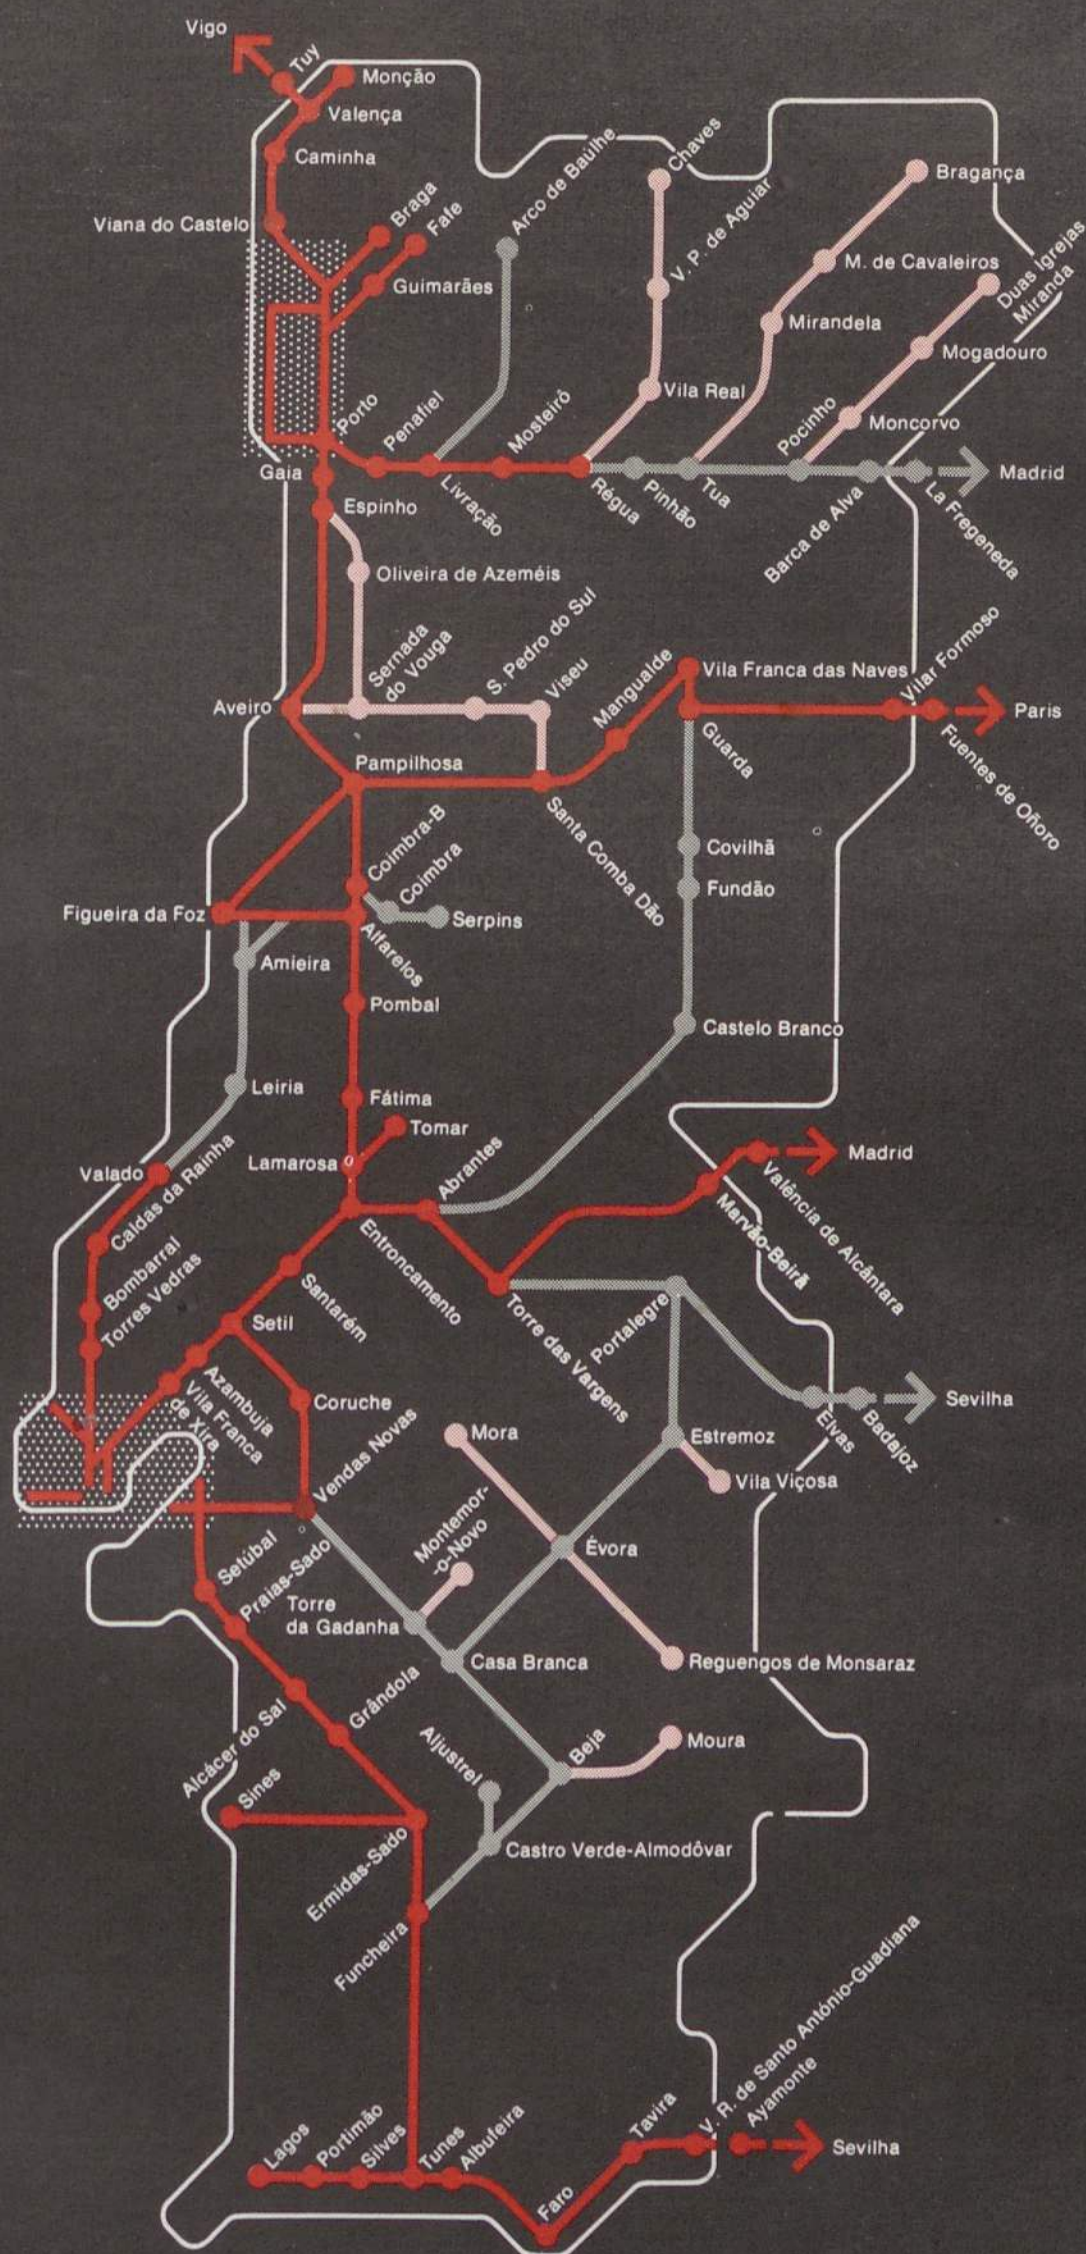 Vigo
Tuy
Monção
Valença
Caminha
Viana do Castelo
Braga
Fafe
Guimarães
Arco de Baúlhe
Chaves
V. P. de Aguiar
Vila Real
Bragança
M. de Cavaleiros
Mirandela
Duas Igrejas
Miranda
Mogadouro
Moncorvo
Pocinho
Porto
Penafiel
Livração
Mosteirô
Régua
Pinhão
Tua
Barca de Alva
La Fregeneda
Madrid
Gaia
Espinho
Oliveira de Azeméis
Sernada
do Vouga
S. Pedro do Sul
Viseu
Mangualde
Vila Franca das Naves
Vilar Formoso
Paris
Aveiro
Guarda
Fuentes de Oñoro
Pampilhosa
Santa Comba Dão
Coimbra-B
Coimbra
Serpins
Covilhã
Fundão
Figueira da Foz
Alfarelos
Amieira
Pombal
Castelo Branco
Leiria
Fátima
Tomar
Lamarosa
Valado
Caldas da Rainha
Abrantes
Madrid
Valência de Alcântara
Marvão-Beirã
Entroncamento
Bombarral
Torres Vedras
Santarém
Setil
Torre das Vargens
Portalegre
Azambuja
Vila Franca
de Xira
Coruche
Sevilha
Elvas
Badajoz
Mora
Estremoz
Vila Viçosa
Vendas Novas
Montemor-
-o-Novo
Évora
Setúbal
Praias-Sado
Torre
da Gadanha
Casa Branca
Reguengos de Monsaraz
Alcácer do Sal
Grândola
Aljustrel
Beja
Moura
Sines
Ermidas-Sado
Castro Verde-Almodôvar
Funcheira
Lagos
Portimão
Silves
Tunes
Albufeira
Faro
Tavira
V. R. de Santo António-Guadiana
Ayamonte
Sevilha